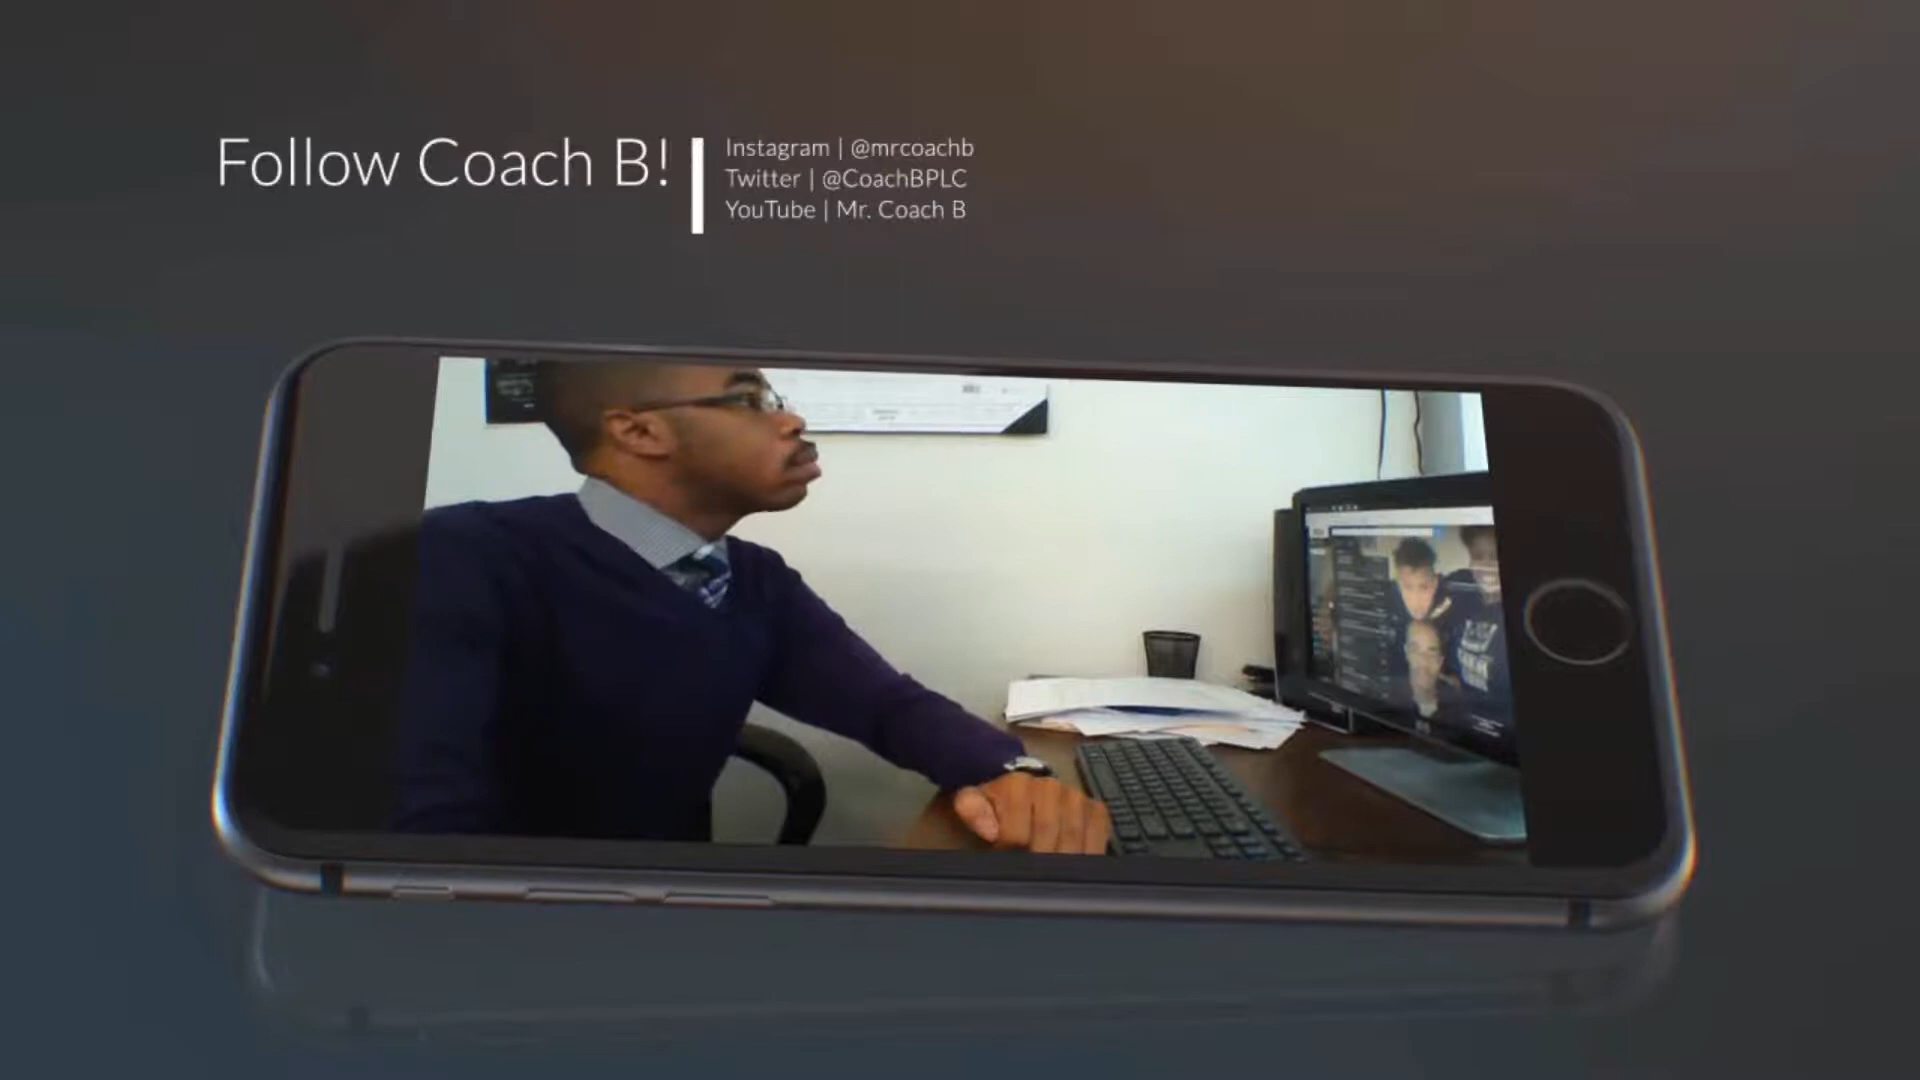 Follow Coach B!
Instagram | @mrcoachb
Twitter | @CoachBPLC
YouTube | Mr. Coach B